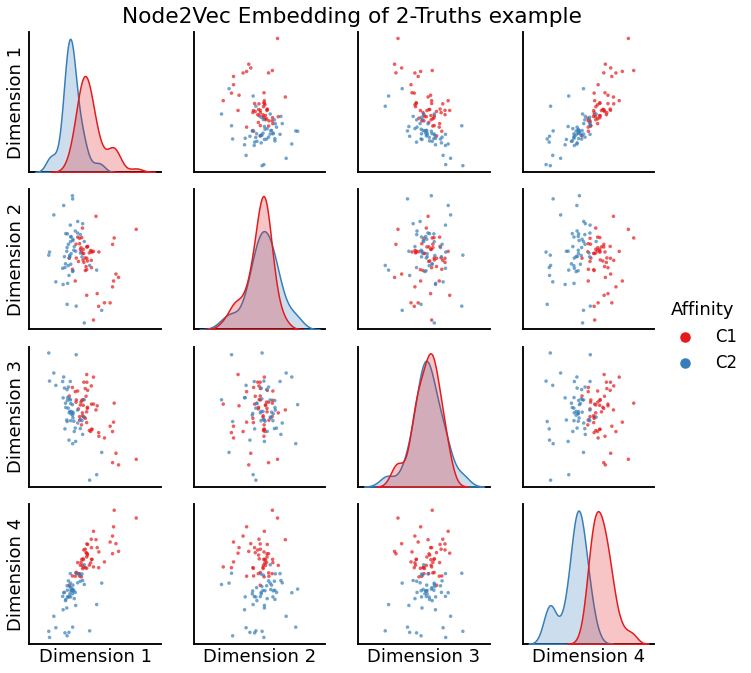 Node2Vec Embedding of 2-Truths example
Dimension 1
Dimension 2
Dimension 3
Dimension 4
Affinity
C1
C2
Dimension 1
Dimension 2
Dimension 3
Dimension 4